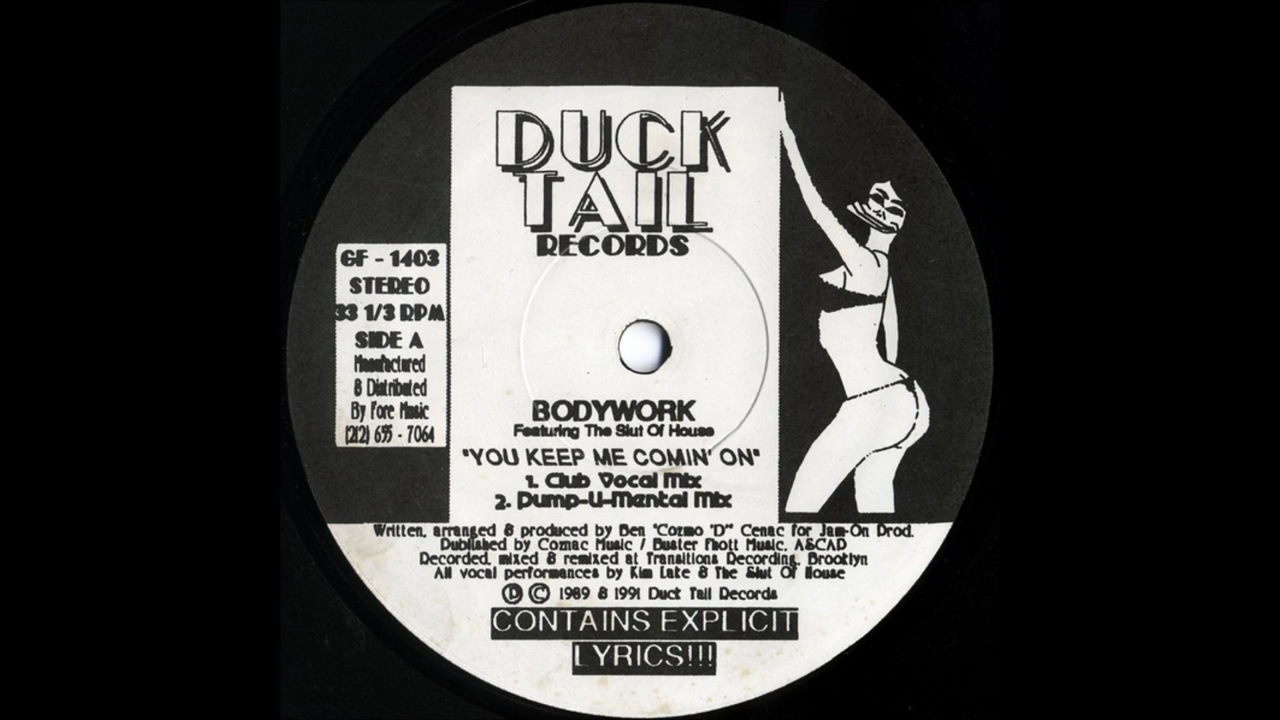 DUCK
TAIL
RECORDS
GF - 1403
STEREO
33 1/3 RPM
SIDE A
Manufactured
& Distributed
By Fore Music
(212) 655 - 7064
BODYWORK
Featuring The Slut Of House
"YOU KEEP ME COMIN' ON"
1. Club Vocal Mix
2. Pump-U-Mental Mix
Written, arranged & produced by Ben "Cozmo "D"" Cenac for Jam-On Prod.
Published by Comac Music / Buster Fhott Music, ASCAP
Recorded, mixed & remixed at Transitions Recording, Brooklyn
All vocal performances by Kim Late & The Slut Of House
Ⓟ © 1989 & 1991 Duct Tail Records
CONTAINS EXPLICIT
LYRICS!!!